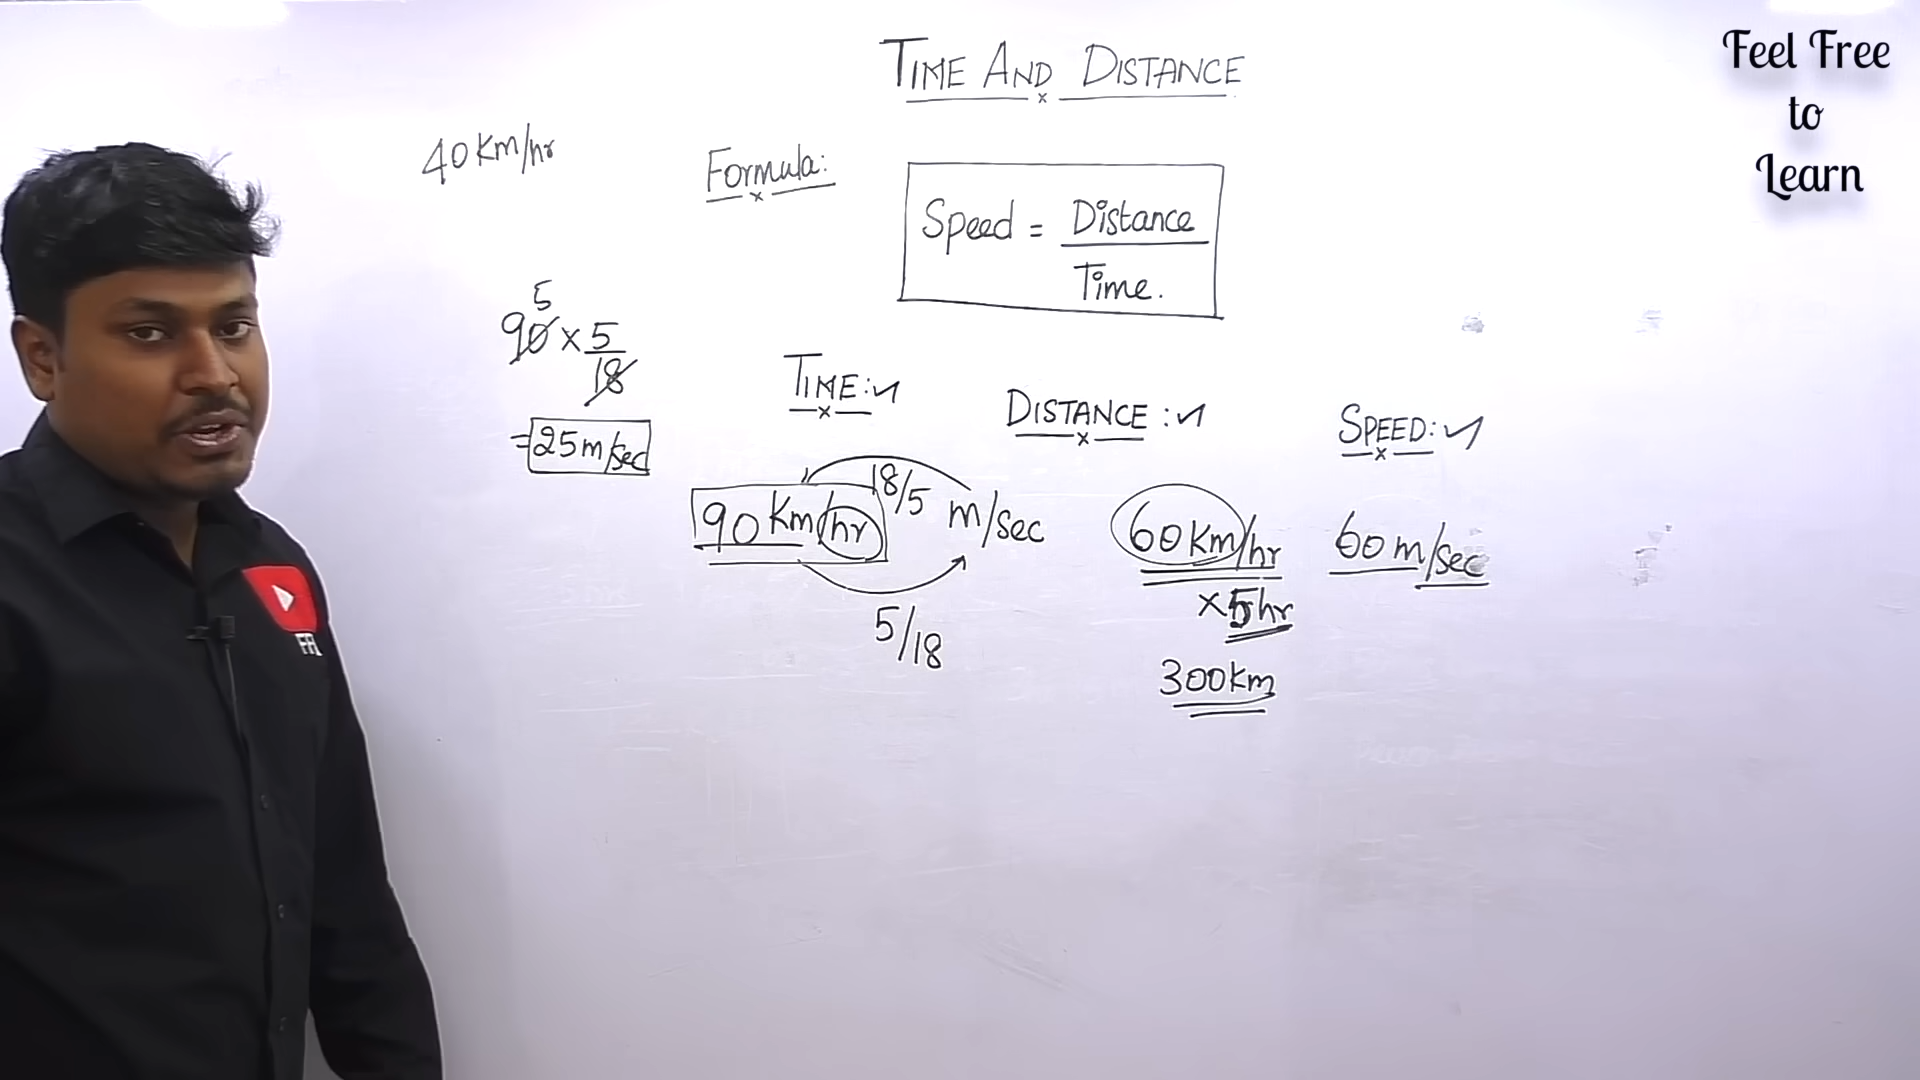 TIME AND DISTANCE
Feel Free
to
Learn
40 Km/hr
Formula:
Speed = Distance
Time.
5
90 x 5
18
= 25 m/sec
TIME:
DISTANCE:
SPEED:
90 Km/hr 18/5 m/sec
60 Km/hr
60 m/sec
5/18
x 5 hr
300 km
FFL